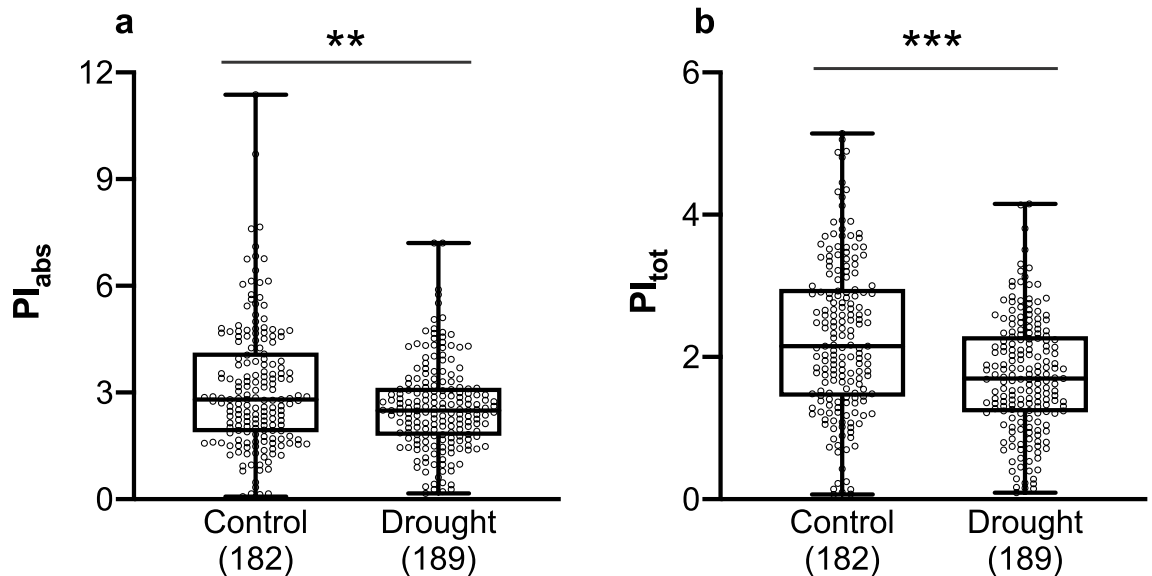 a
**
12
9
6
3
0
PIabs
Control
(182)
Drought
(189)
b
***
6
4
2
0
PItot
Control
(182)
Drought
(189)